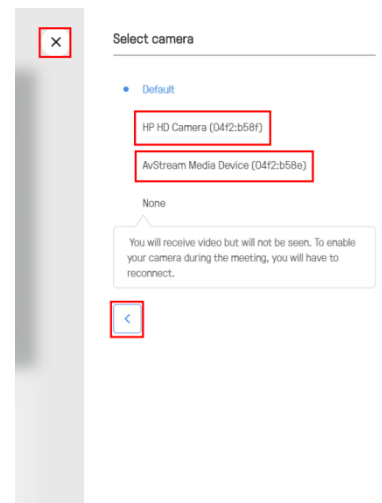 Select camera
Default
HP HD Camera (04f2:b58f)
AvStream Media Device (04f2:b58e)
None
You will receive video but will not be seen. To enable
your camera during the meeting, you will have to
reconnect.